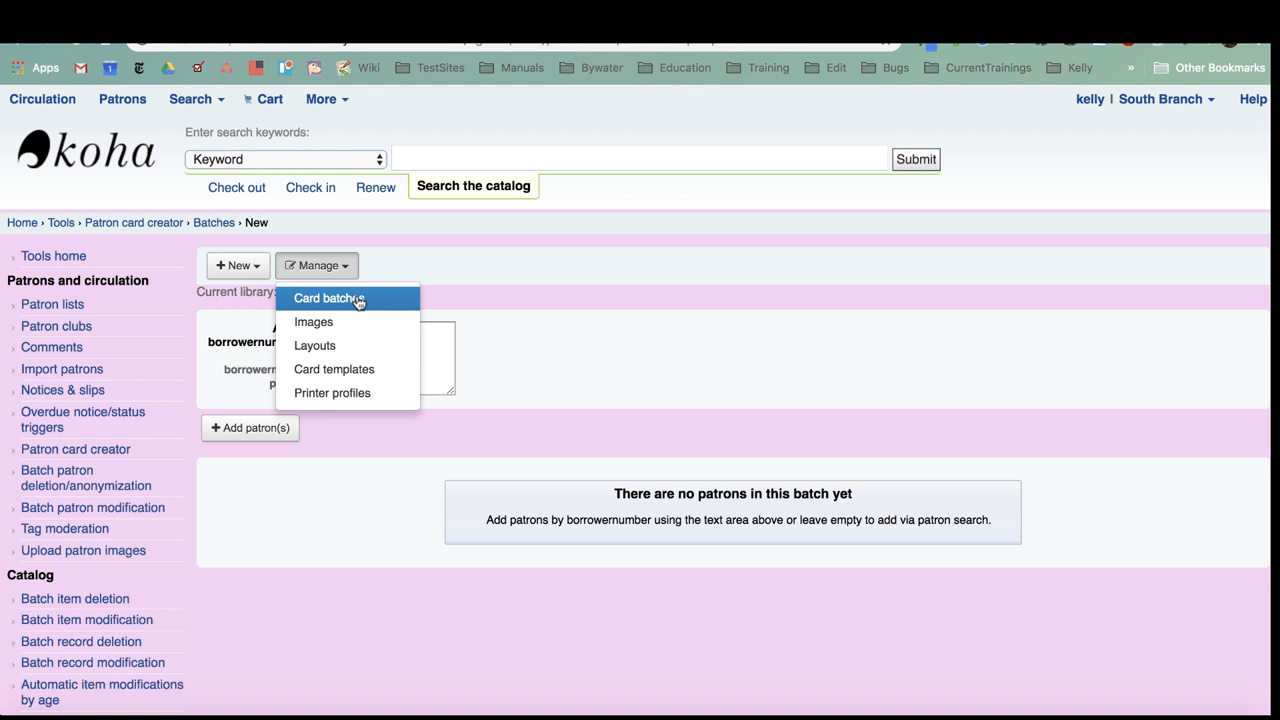 Apps Wiki TestSites Manuals Bywater Education Training Edit Bugs CurrentTrainings Kelly » Other Bookmarks
Circulation Patrons Search Cart More kelly | South Branch Help
koha
Enter search keywords:
Keyword Submit
Check out Check in Renew Search the catalog
Home › Tools › Patron card creator › Batches › New
Tools home
Patrons and circulation
Patron lists
Patron clubs
Comments
Import patrons
Notices & slips
Overdue notice/status
triggers
Patron card creator
Batch patron
deletion/anonymization
Batch patron modification
Tag moderation
Upload patron images
Catalog
Batch item deletion
Batch item modification
Batch record deletion
Batch record modification
Automatic item modifications
by age
+ New Manage
Current library:
Card batches
Images
Layouts
Card templates
Printer profiles
+ Add patron(s)
There are no patrons in this batch yet
Add patrons by borrowernumber using the text area above or leave empty to add via patron search.